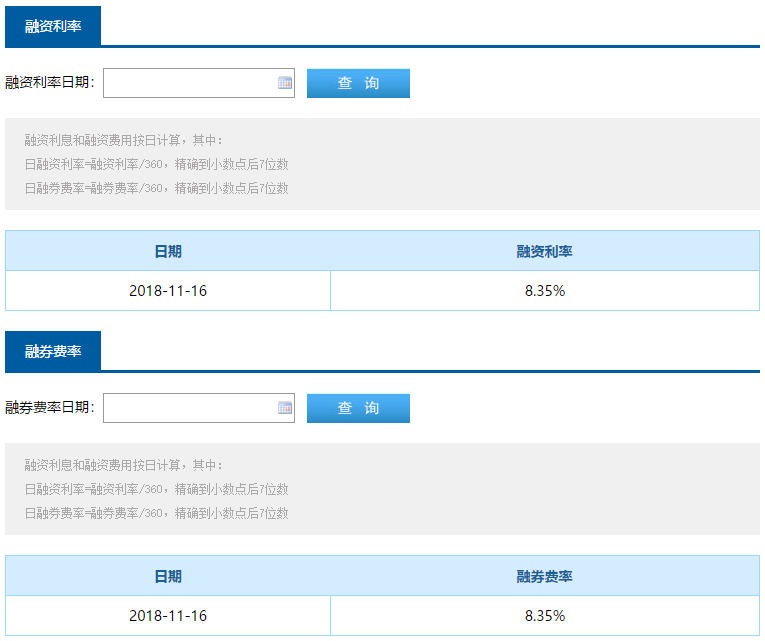 融资利率
融资利率日期： 查 询
融资利息和融资费用按日计算，其中：
日融资利率=融资利率/360，精确到小数点后7位数
日融券费率=融券费率/360，精确到小数点后7位数
日期 融资利率
2018-11-16 8.35%
融券费率
融券费率日期： 查 询
融资利息和融资费用按日计算，其中：
日融资利率=融资利率/360，精确到小数点后7位数
日融券费率=融券费率/360，精确到小数点后7位数
日期 融券费率
2018-11-16 8.35%